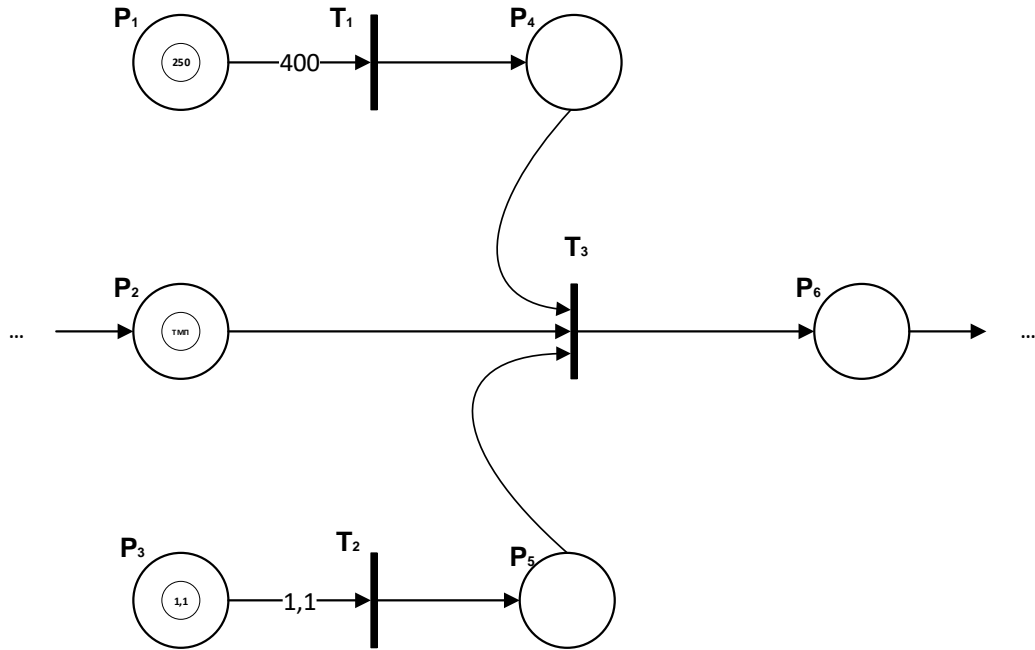 P₁ T₁ P₄
250 400
T₃
P₂ P₆
... ТМП ...
P₃ T₂ P₅
1,1 1,1